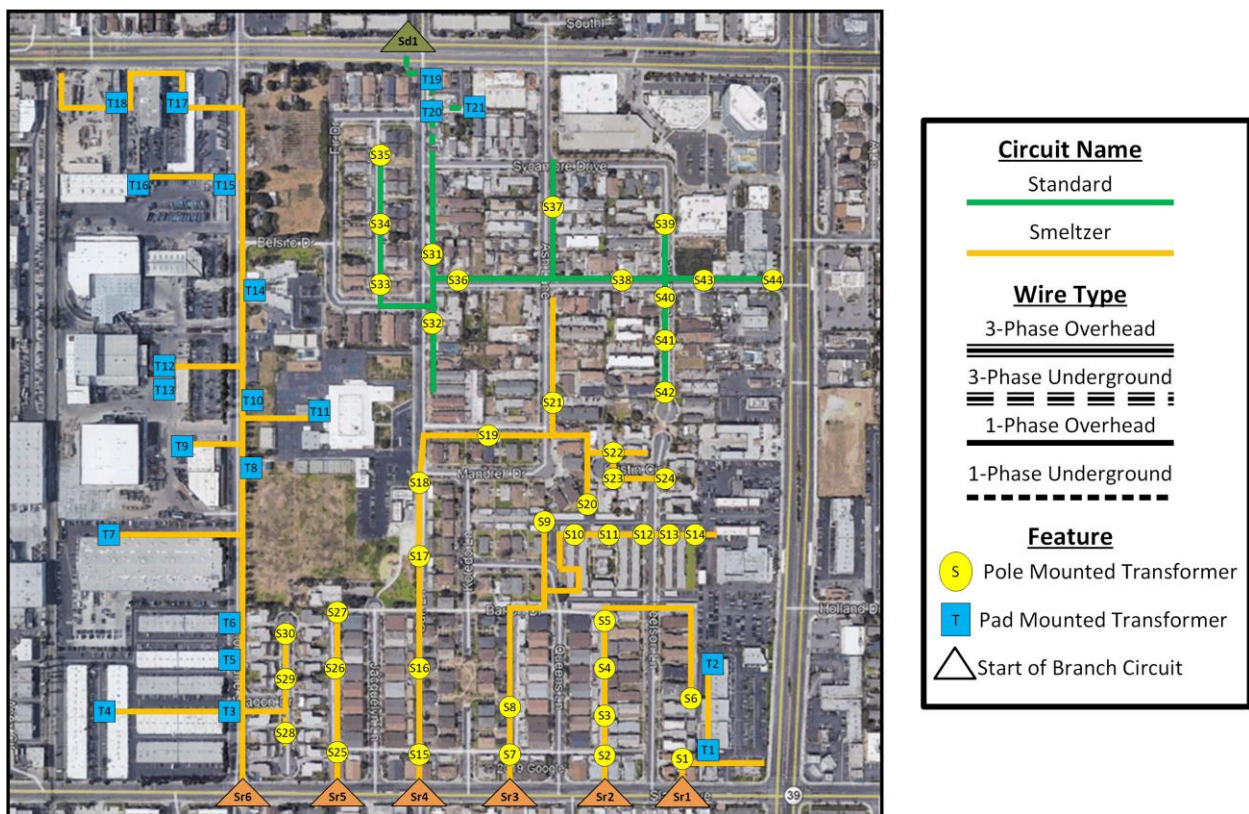 Sd1
T19
T18
T17
T20
T21
Sycamore Drive
S35
T16
T15
S37
S34
S39
Belsito Dr
S31
S33
S36
S38
S43
S44
T14
S40
S32
S41
T12
T13
S42
T10
T11
S21
S19
T9
S22
T8
Mandrell Dr
S23
S24
S18
S20
S9
T7
S10
S11
S12
S13
S14
S17
Holland D
S27
T6
S5
S30
T5
S26
S16
S4
T2
S29
S6
T4
T3
S8
S3
S28
S25
S15
S7
S2
S1
T1
2019 Google
Sr6
Sr5
Sr4
Sr3
Sr2
Sr1
39
Circuit Name
Standard
Smeltzer
Wire Type
3-Phase Overhead
3-Phase Underground
1-Phase Overhead
1-Phase Underground
Feature
S Pole Mounted Transformer
T Pad Mounted Transformer
Start of Branch Circuit